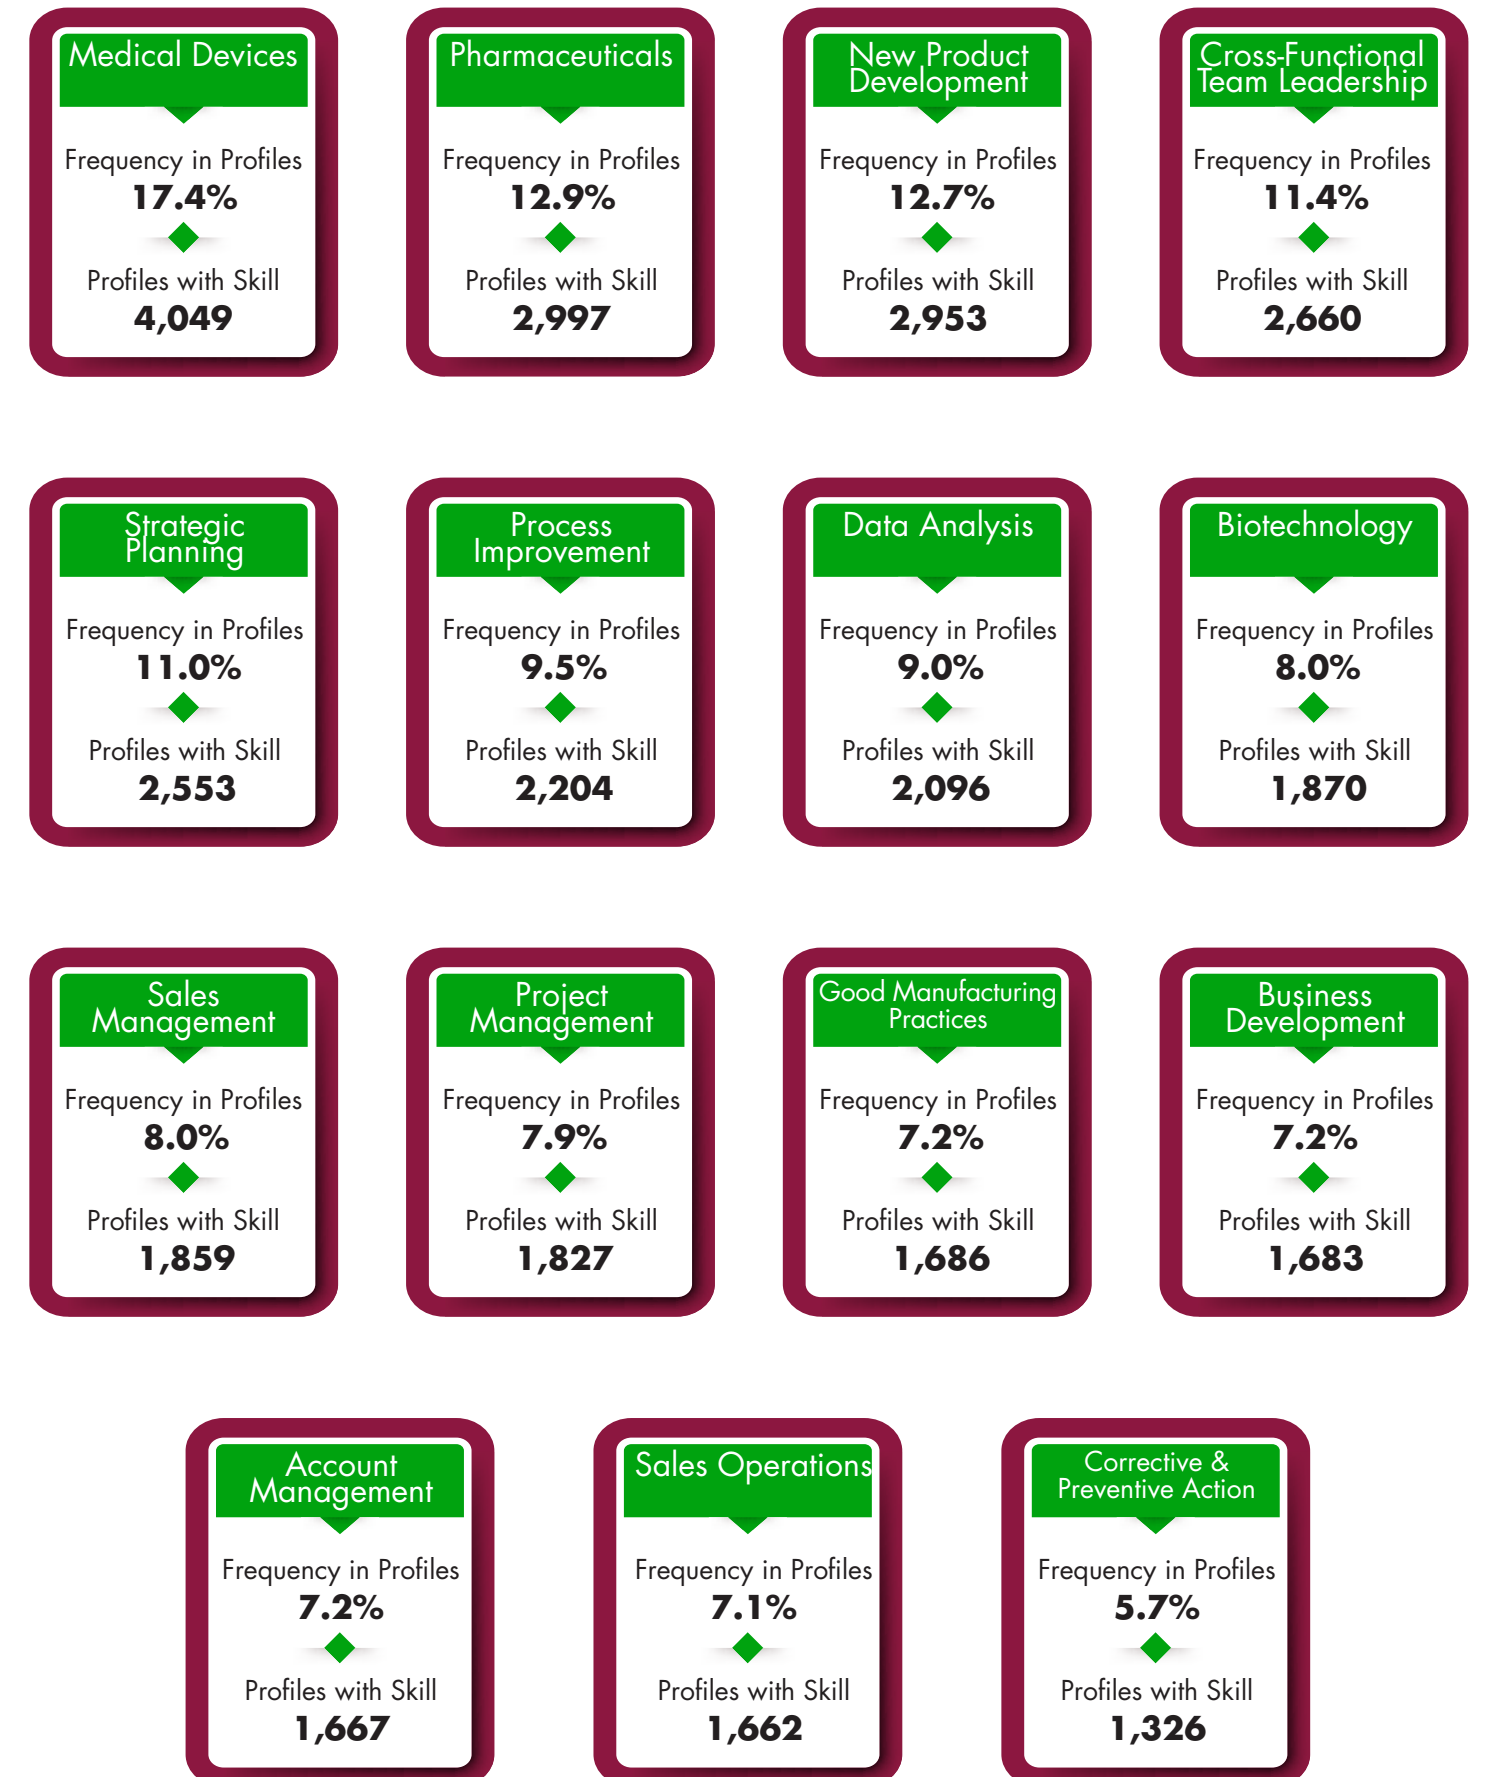 Medical Devices
Frequency in Profiles
17.4%
Profiles with Skill
4,049
Pharmaceuticals
Frequency in Profiles
12.9%
Profiles with Skill
2,997
New Product
Development
Frequency in Profiles
12.7%
Profiles with Skill
2,953
Cross-Functional
Team Leadership
Frequency in Profiles
11.4%
Profiles with Skill
2,660
Strategic
Planning
Frequency in Profiles
11.0%
Profiles with Skill
2,553
Process
Improvement
Frequency in Profiles
9.5%
Profiles with Skill
2,204
Data Analysis
Frequency in Profiles
9.0%
Profiles with Skill
2,096
Biotechnology
Frequency in Profiles
8.0%
Profiles with Skill
1,870
Sales
Management
Frequency in Profiles
8.0%
Profiles with Skill
1,859
Project
Management
Frequency in Profiles
7.9%
Profiles with Skill
1,827
Good Manufacturing
Practices
Frequency in Profiles
7.2%
Profiles with Skill
1,686
Business
Development
Frequency in Profiles
7.2%
Profiles with Skill
1,683
Account
Management
Frequency in Profiles
7.2%
Profiles with Skill
1,667
Sales Operations
Frequency in Profiles
7.1%
Profiles with Skill
1,662
Corrective &
Preventive Action
Frequency in Profiles
5.7%
Profiles with Skill
1,326